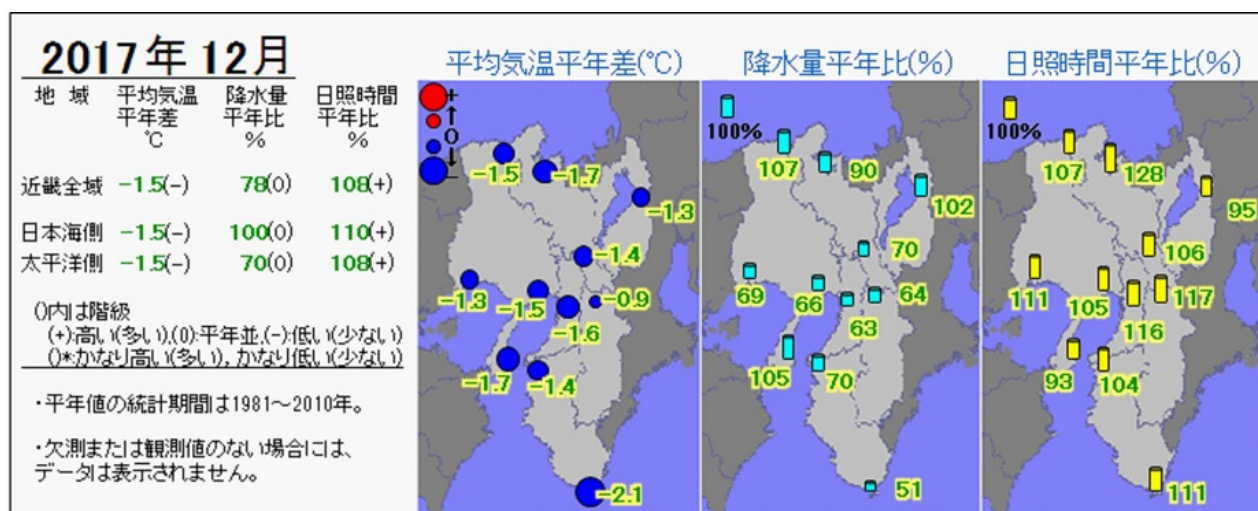 2017年12月
地 域 平均気温平年差℃ 降水量平年比% 日照時間平年比%
近畿全域 -1.5(-) 78(0) 108(+)
日本海側 -1.5(-) 100(0) 110(+)
太平洋側 -1.5(-) 70(0) 108(+)
()内は階級
(+):高い(多い),(0):平年並,(-):低い(少ない)
()*:かなり高い(多い), かなり低い(少ない)
・平年値の統計期間は1981～2010年。
・欠測または観測値のない場合には、
データは表示されません。
平均気温平年差(℃)
+
↑
0
↓
-
-1.5
-1.7
-1.3
-1.4
-1.3
-1.5
-0.9
-1.6
-1.7
-1.4
-2.1
降水量平年比(%)
100%
107
90
102
70
69
66
64
63
105
70
51
日照時間平年比(%)
100%
107
128
95
106
111
105
117
116
93
104
111